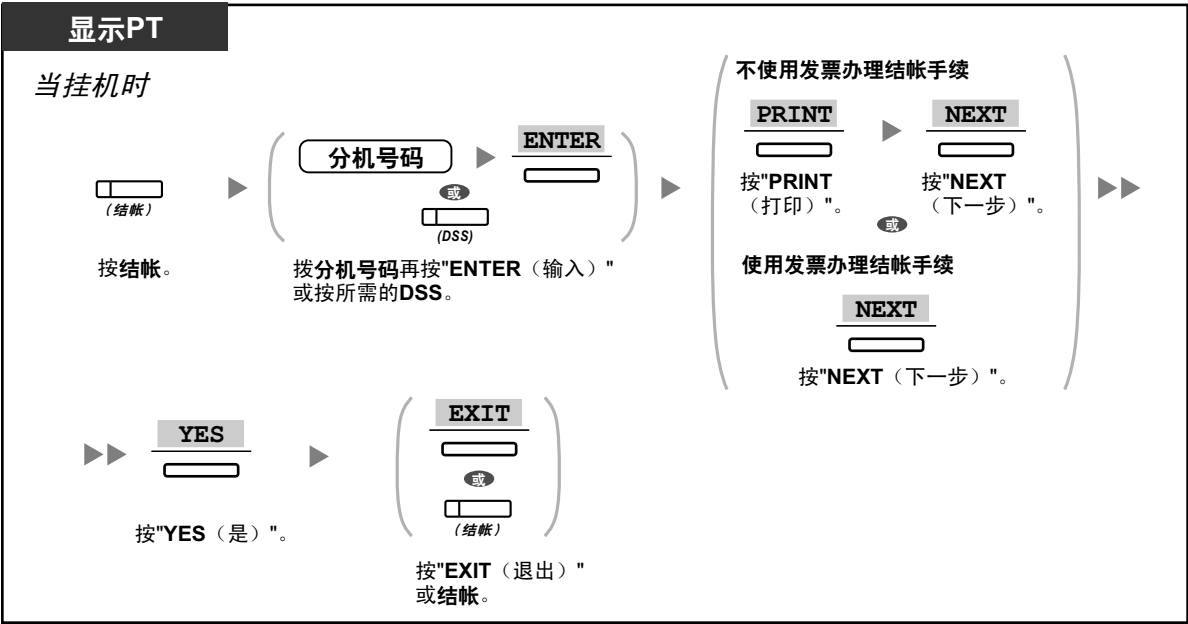 显示PT
当挂机时
（结帐）
按结帐。
分机号码
ENTER
或
(DSS)
拨分机号码再按"ENTER（输入）"
或按所需的DSS。
不使用发票办理结帐手续
PRINT
NEXT
按"PRINT
（打印）"。
按"NEXT
（下一步）"。
或
使用发票办理结帐手续
NEXT
按"NEXT（下一步）"。
YES
按"YES（是）"。
EXIT
或
（结帐）
按"EXIT（退出）"
或结帐。